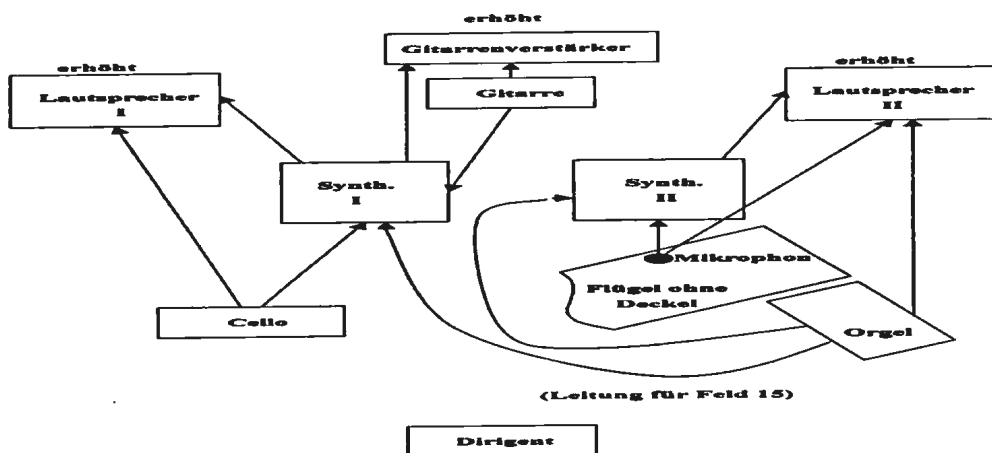 erhöht
Gitarrenverstärker
erhöht
Lautsprecher
I
Gitarre
erhöht
Lautsprecher
II
Synth.
I
Synth.
II
Mikrophon
Flügel ohne
Deckel
Cello
Orgel
(Leitung für Feld 15)
Dirigent